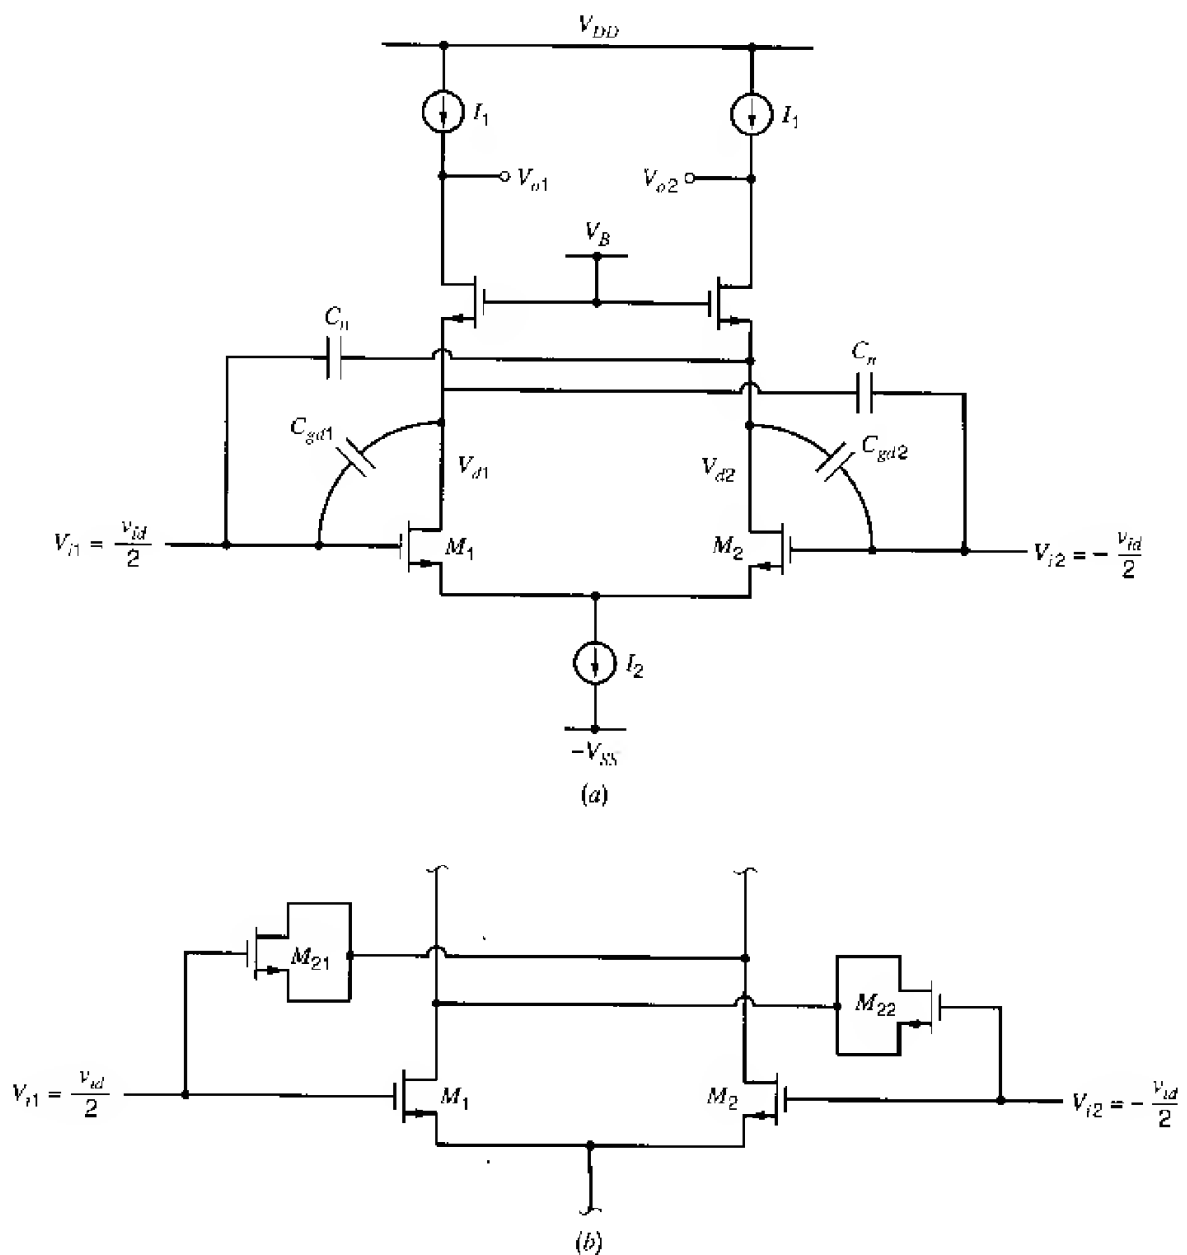 V_DD
I_1
I_1
V_o1
V_o2
V_B
C_n
C_n
C_gd1
C_gd2
V_d1
V_d2
V_i1 = v_id/2
M_1
M_2
V_i2 = − v_id/2
I_2
−V_SS
(a)
M_21
M_22
V_i1 = v_id/2
M_1
M_2
V_i2 = − v_id/2
(b)